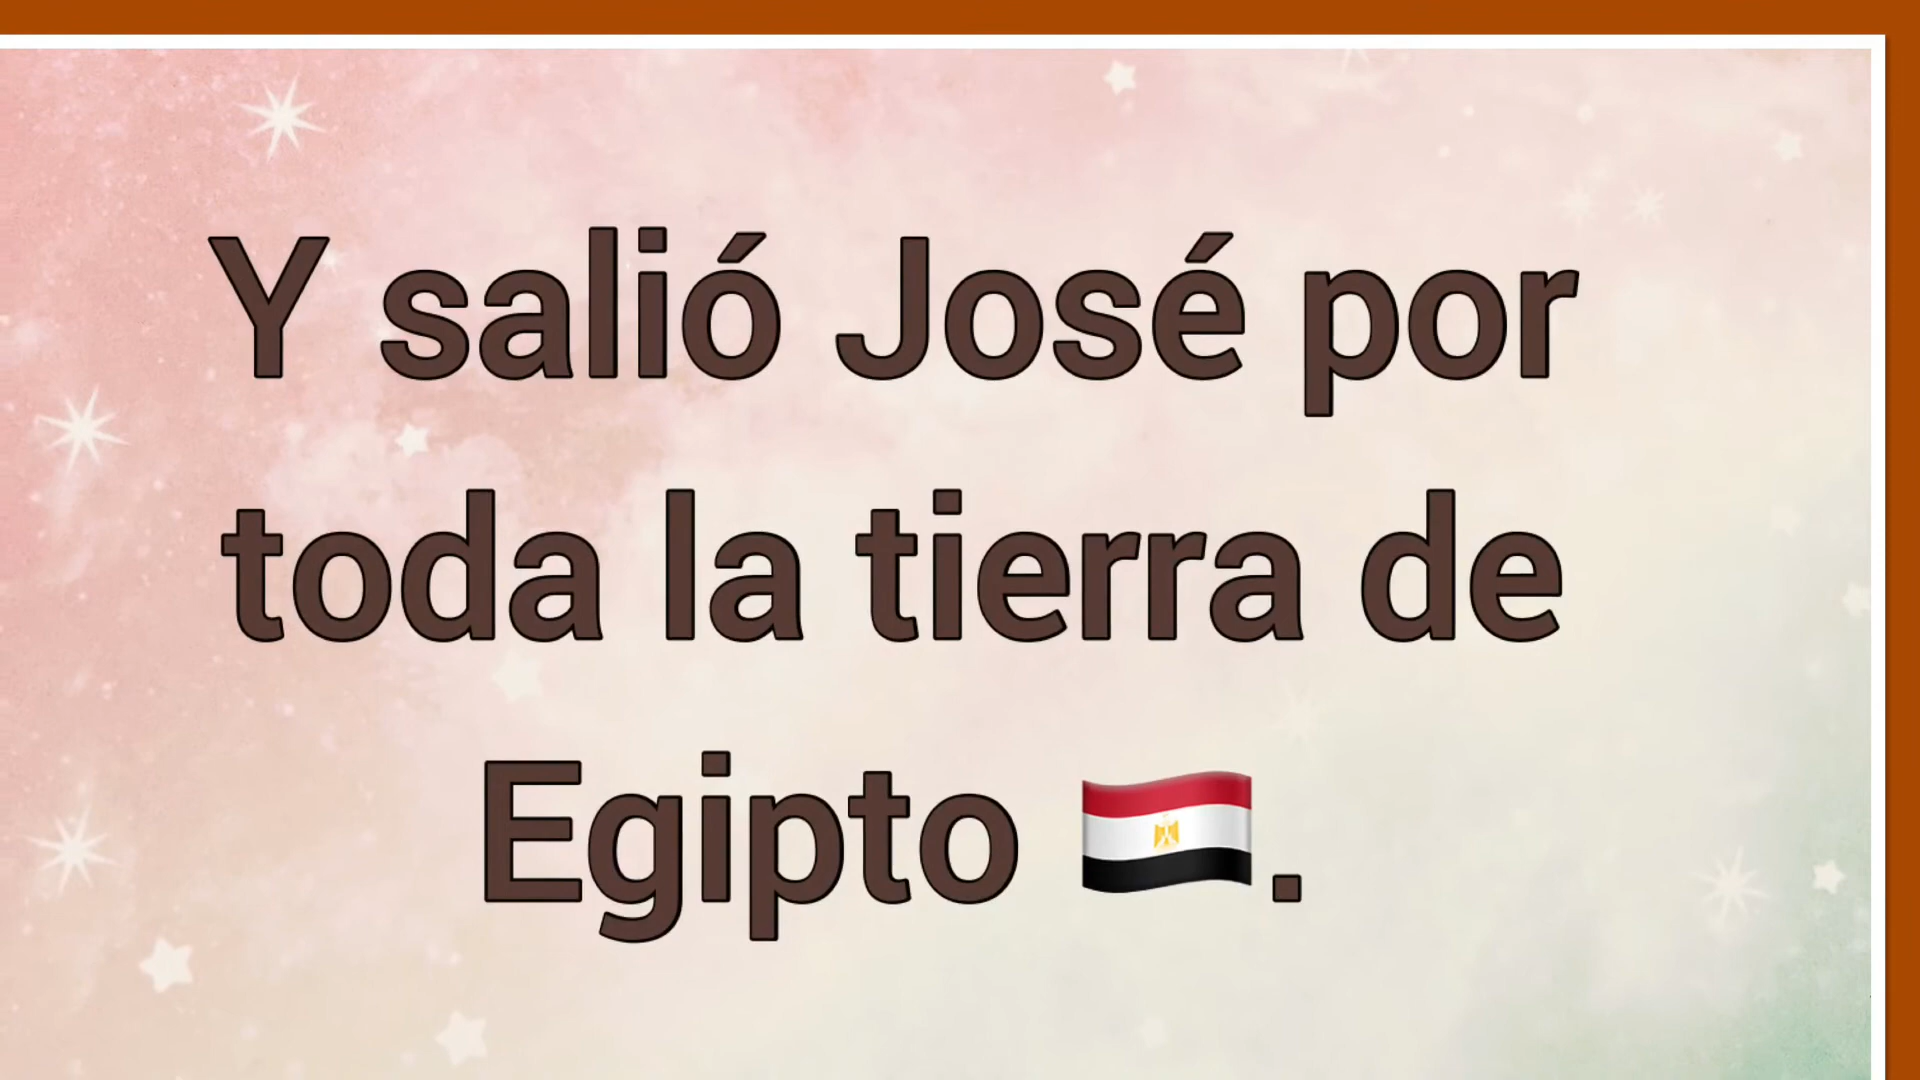 Y salió José por
toda la tierra de
Egipto 🇪🇬.